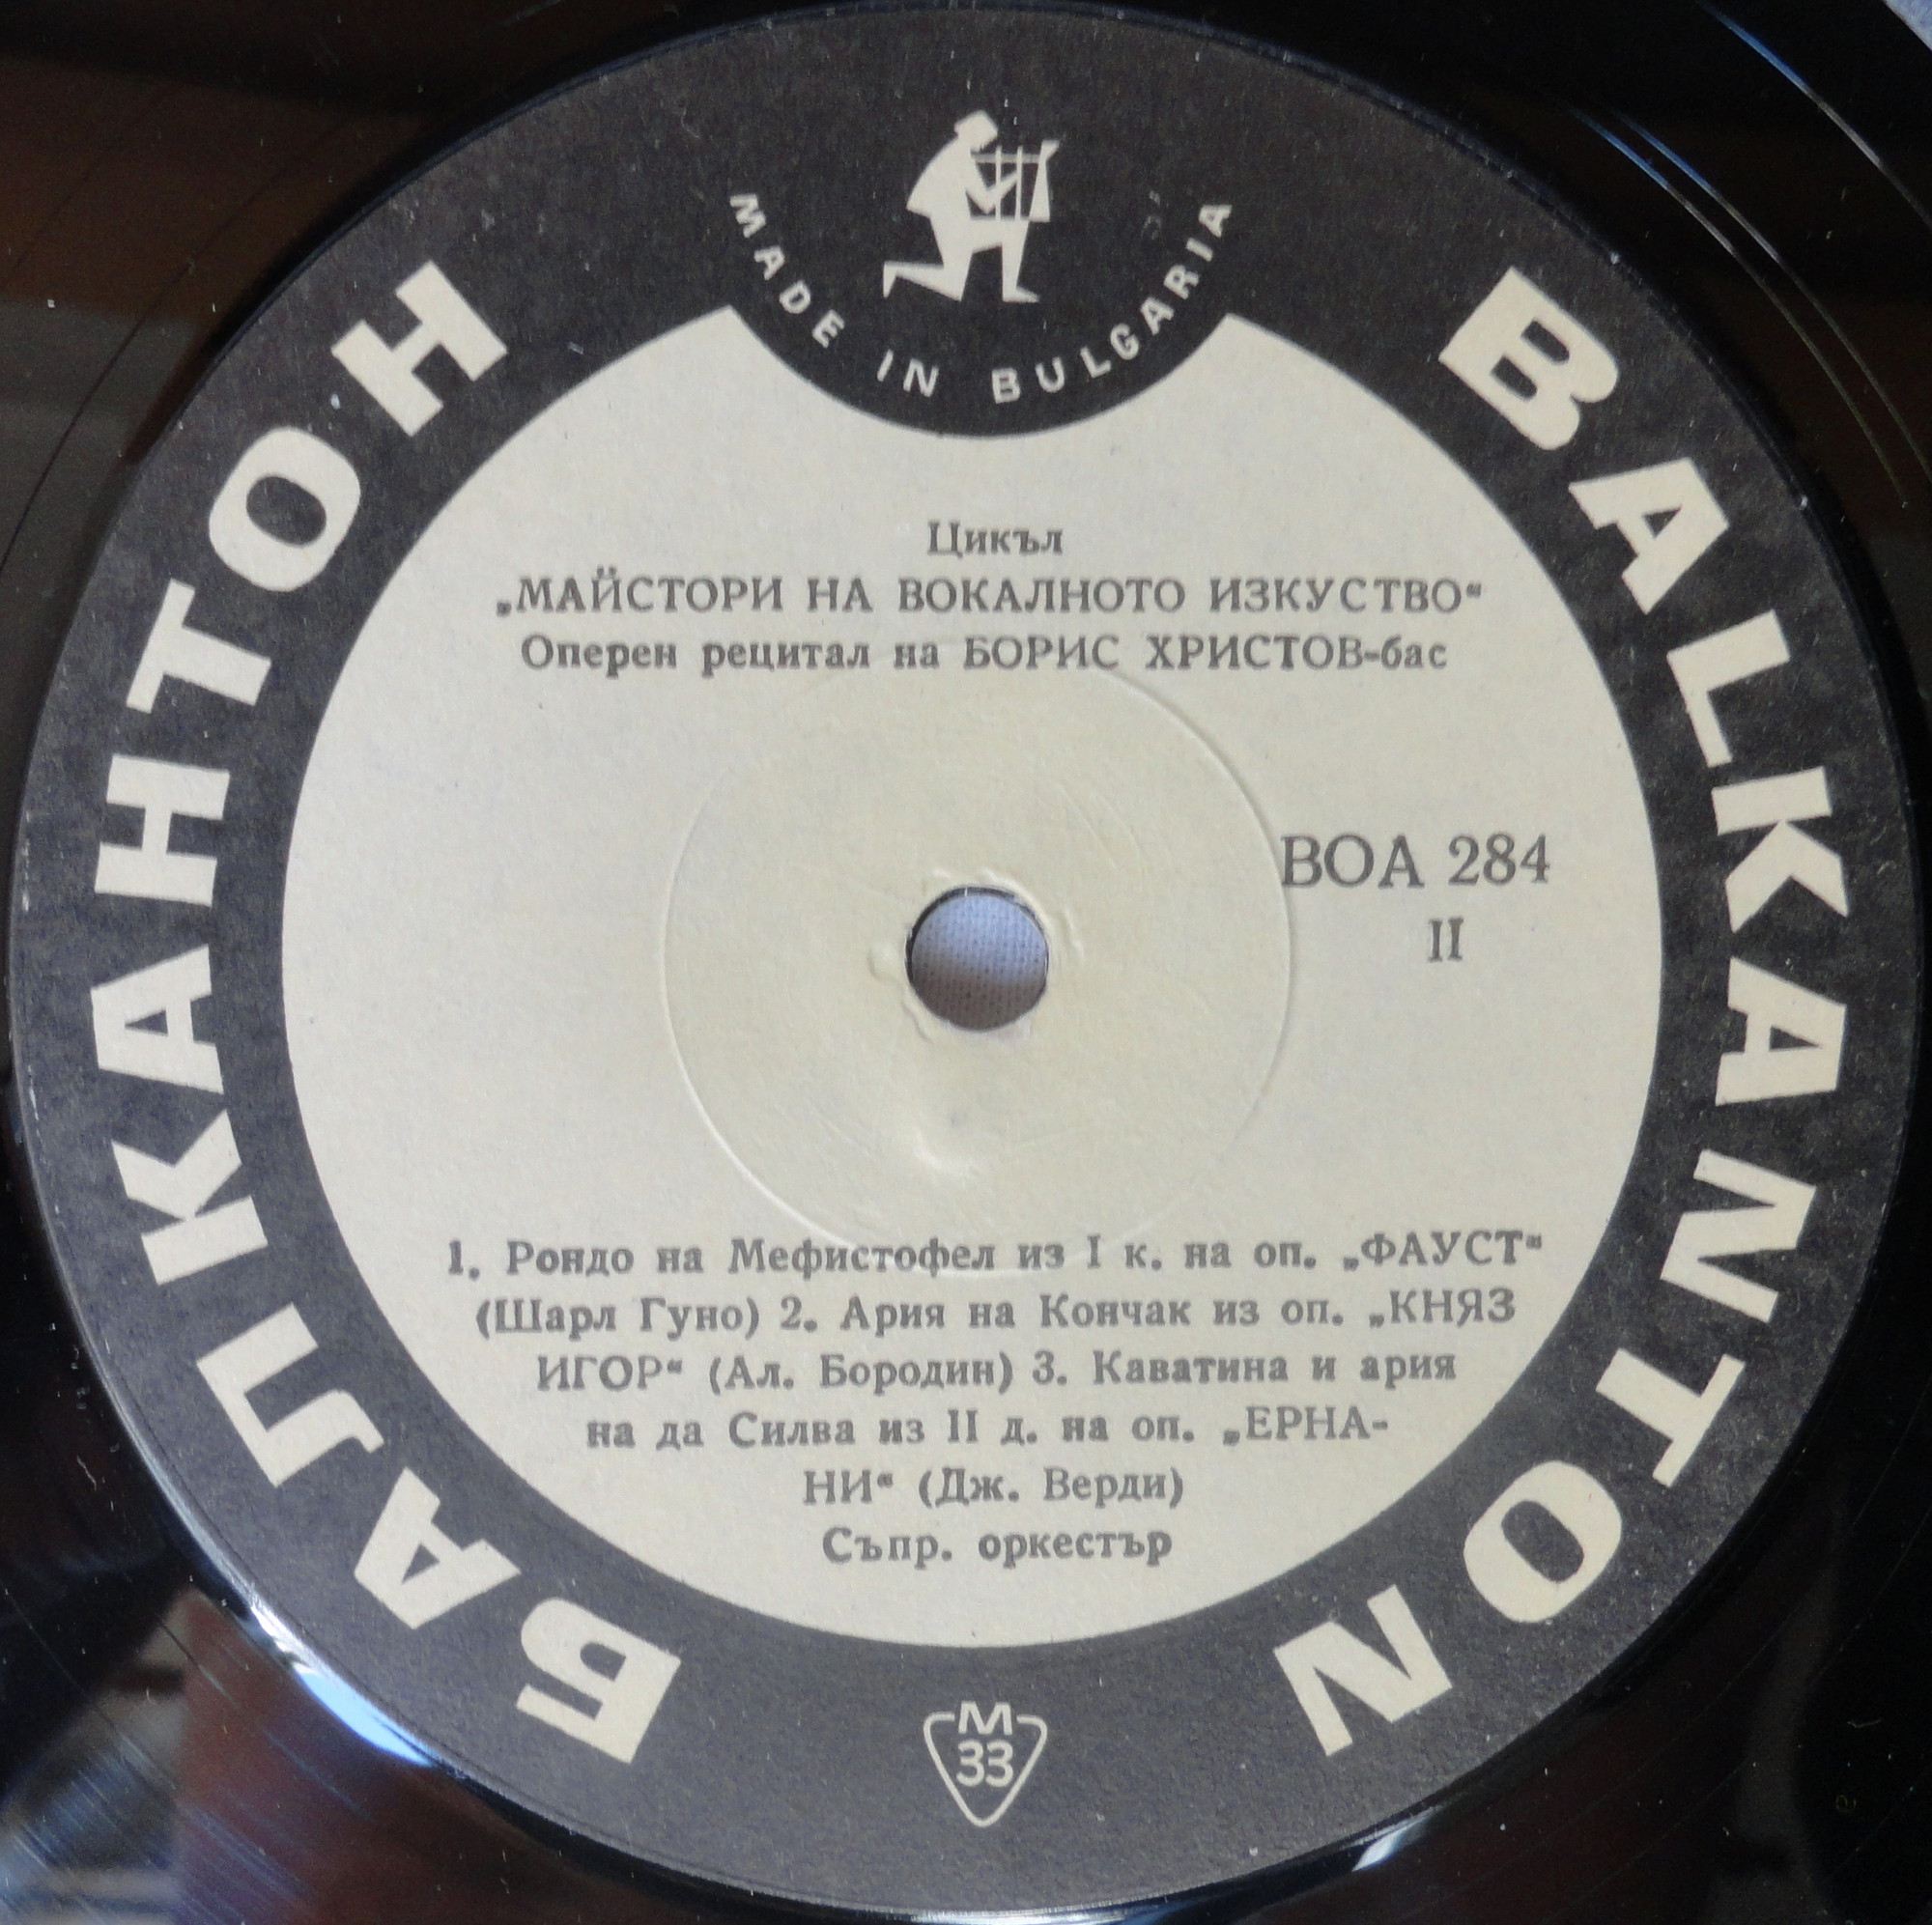 MADE IN BULGARIA
БАЛКАНТОН
BALKANTON
Цикъл
„МАЙСТОРИ НА ВОКАЛНОТО ИЗКУСТВО“
Оперен рецитал на БОРИС ХРИСТОВ-бас
ВОА 284
II
1. Рондо на Мефистофел из I к. на оп. „ФАУСТ“
(Шарл Гуно) 2. Ария на Кончак из оп. „КНЯЗ
ИГОР“ (Ал. Бородин) 3. Каватина и ария
на да Силва из II д. на оп. „ЕРНА-
НИ“ (Дж. Верди)
Съпр. оркестър
M
33